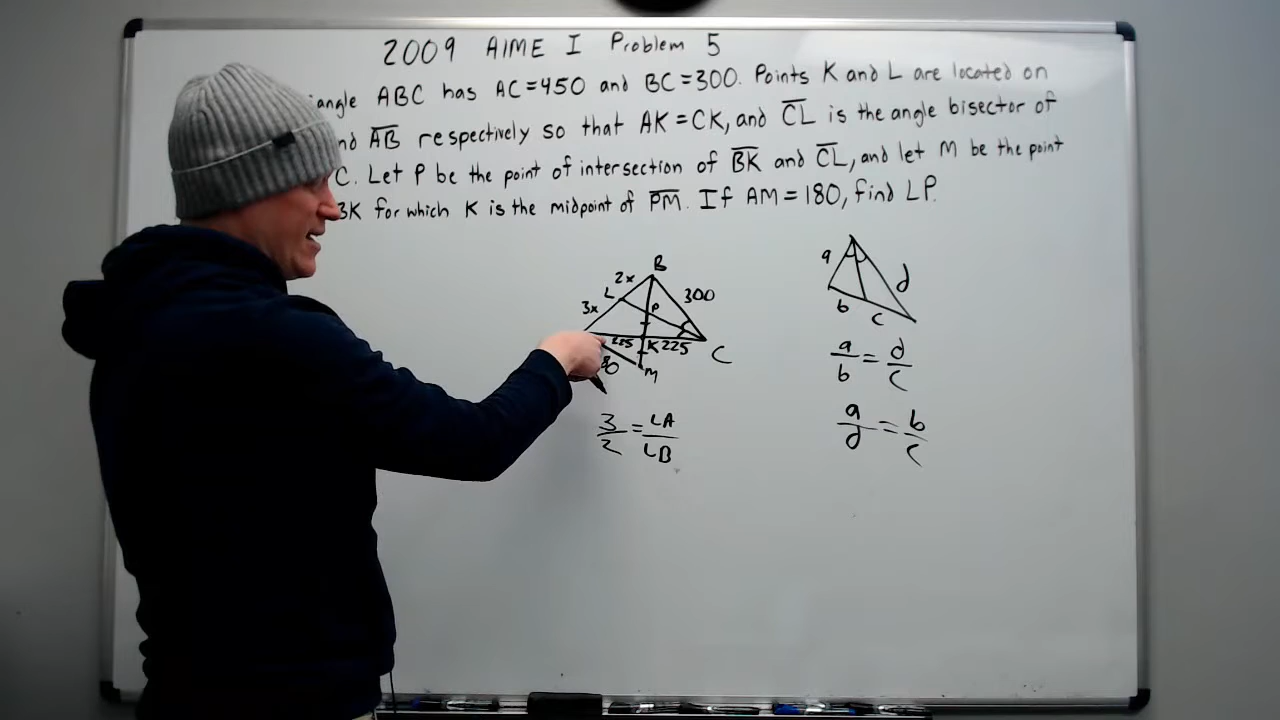 2009 AIME I Problem 5
angle ABC has AC=450 and BC=300. Points K and L are located on
AB respectively so that AK=CK, and CL is the angle bisector of
C. Let P be the point of intersection of BK and CL, and let M be the point
BK for which K is the midpoint of PM. If AM=180, find LP.
B
2x
L
300
3x
P
225
K
225
C
80
M
3/2 = LA/LB
a
d
b
c
a/b = d/c
a/d = b/c